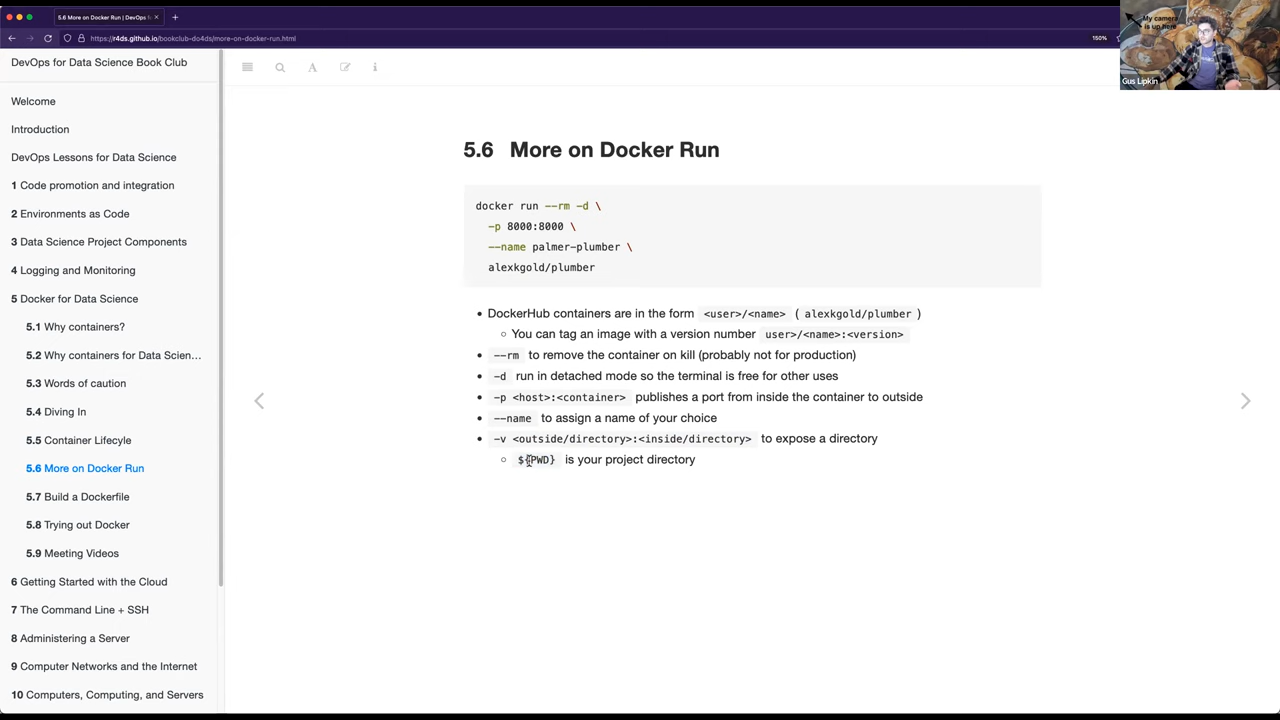 5.6 More on Docker Run | DevOps f
https://r4ds.github.io/bookclub-do4ds/more-on-docker-run.html
150%
My camera
is up here
Gus Lipkin
DevOps for Data Science Book Club
Welcome
Introduction
DevOps Lessons for Data Science
1 Code promotion and integration
2 Environments as Code
3 Data Science Project Components
4 Logging and Monitoring
5 Docker for Data Science
5.1 Why containers?
5.2 Why containers for Data Scien...
5.3 Words of caution
5.4 Diving In
5.5 Container Lifecyle
5.6 More on Docker Run
5.7 Build a Dockerfile
5.8 Trying out Docker
5.9 Meeting Videos
6 Getting Started with the Cloud
7 The Command Line + SSH
8 Administering a Server
9 Computer Networks and the Internet
10 Computers, Computing, and Servers
5.6 More on Docker Run
docker run --rm -d \
-p 8000:8000 \
--name palmer-plumber \
alexkgold/plumber
• DockerHub containers are in the form <user>/<name> ( alexkgold/plumber )
○ You can tag an image with a version number user>/<name>:<version>
• --rm to remove the container on kill (probably not for production)
• -d run in detached mode so the terminal is free for other uses
• -p <host>:<container> publishes a port from inside the container to outside
• --name to assign a name of your choice
• -v <outside/directory>:<inside/directory> to expose a directory
○ ${PWD} is your project directory